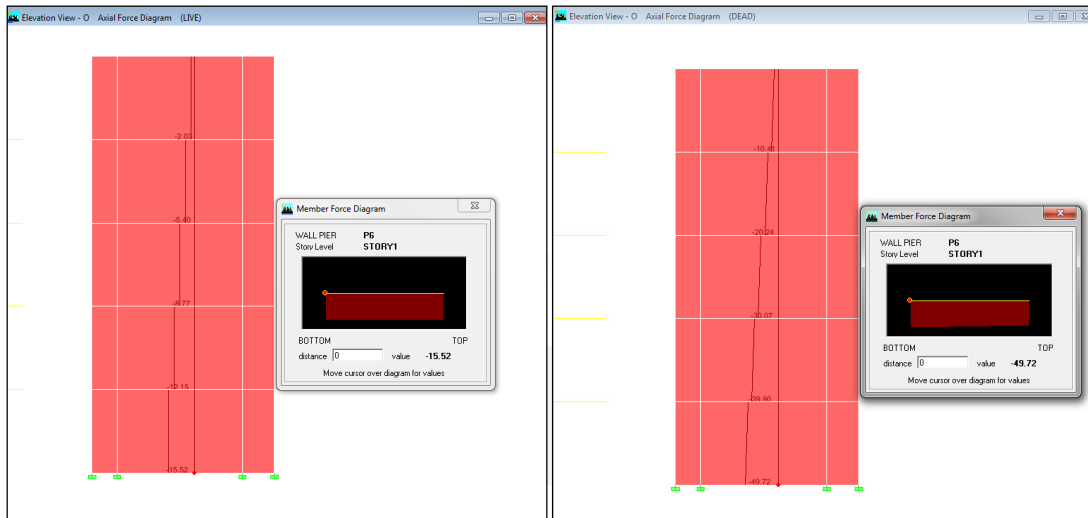 Elevation View - O   Axial Force Diagram   (LIVE)
-2.03
-5.40
-8.77
-12.15
-15.52
Member Force Diagram
WALL PIER   P6
Story Level   STORY1
BOTTOM   TOP
distance   0   value   -15.52
Move cursor over diagram for values
Elevation View - O   Axial Force Diagram   (DEAD)
-10.41
-20.24
-30.07
-39.90
-49.72
Member Force Diagram
WALL PIER   P6
Story Level   STORY1
BOTTOM   TOP
distance   0   value   -49.72
Move cursor over diagram for values